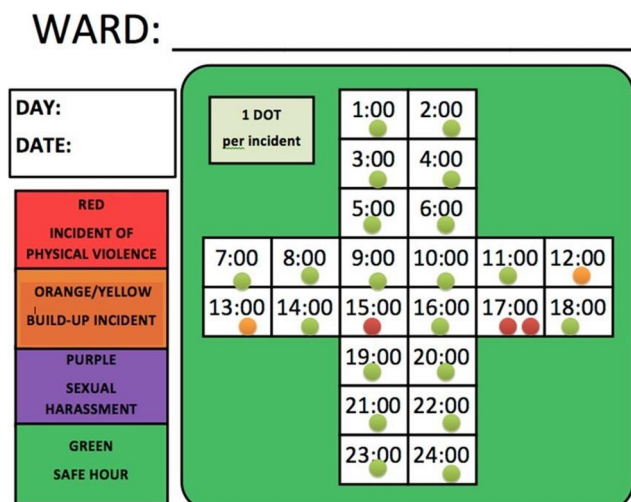 WARD:
DAY:
DATE:
1 DOT
per incident
RED
INCIDENT OF
PHYSICAL VIOLENCE
ORANGE/YELLOW
BUILD-UP INCIDENT
PURPLE
SEXUAL
HARASSMENT
GREEN
SAFE HOUR
1:00 2:00
3:00 4:00
5:00 6:00
7:00 8:00 9:00 10:00 11:00 12:00
13:00 14:00 15:00 16:00 17:00 18:00
19:00 20:00
21:00 22:00
23:00 24:00